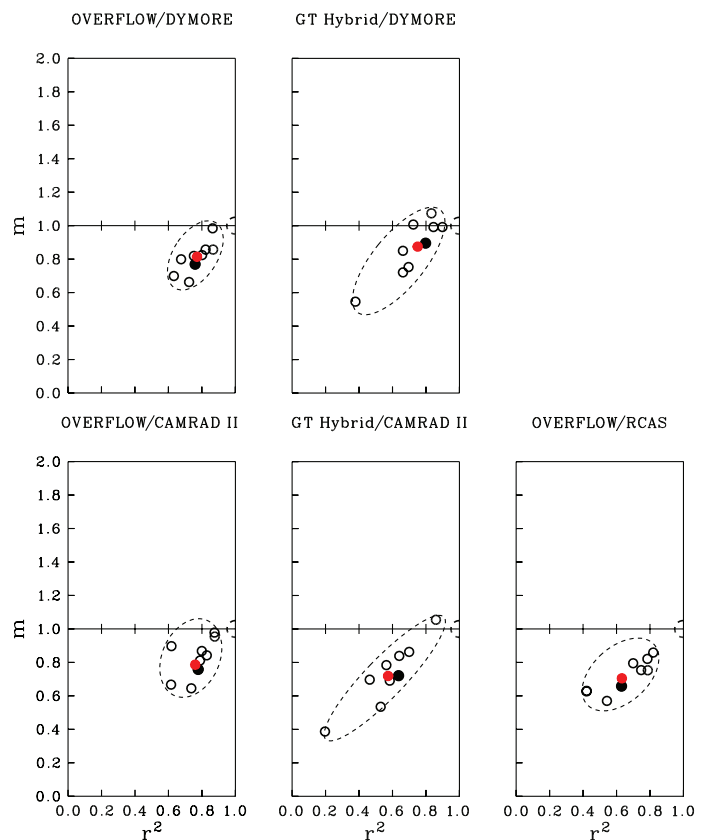 OVERFLOW/DYMORE
GT Hybrid/DYMORE
2.0
1.8
1.6
1.4
1.2
1.0
0.8
0.6
0.4
0.2
0.0
m
OVERFLOW/CAMRAD II
GT Hybrid/CAMRAD II
OVERFLOW/RCAS
2.0
1.8
1.6
1.4
1.2
1.0
0.8
0.6
0.4
0.2
0.0
m
0.0 0.2 0.4 0.6 0.8 1.0
0.0 0.2 0.4 0.6 0.8 1.0
0.0 0.2 0.4 0.6 0.8 1.0
r²
r²
r²